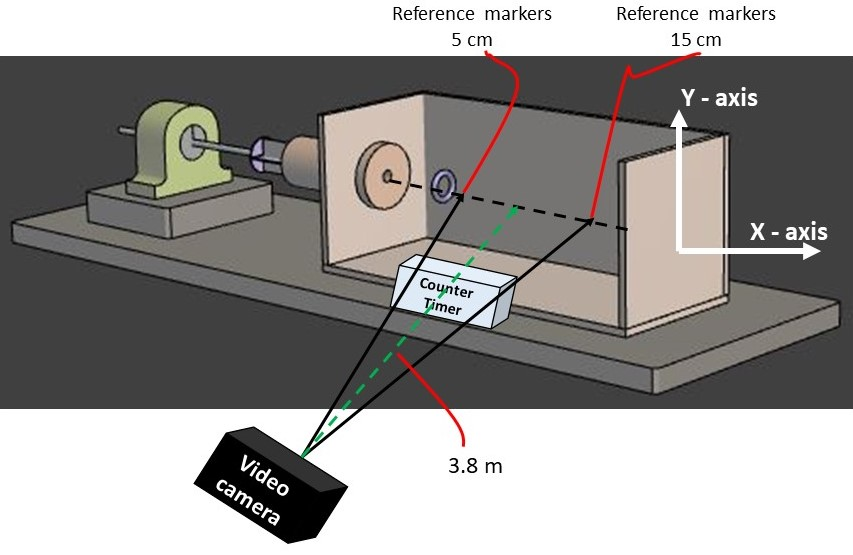 Reference markers
5 cm
Reference markers
15 cm
Y - axis
X - axis
Counter
Timer
3.8 m
Video
camera